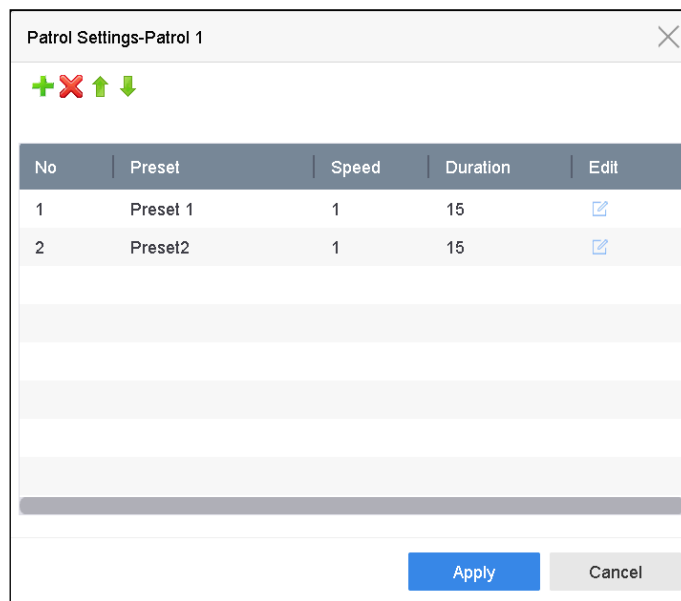 Patrol Settings-Patrol 1
No Preset Speed Duration Edit
1 Preset 1 1 15
2 Preset2 1 15
Apply Cancel